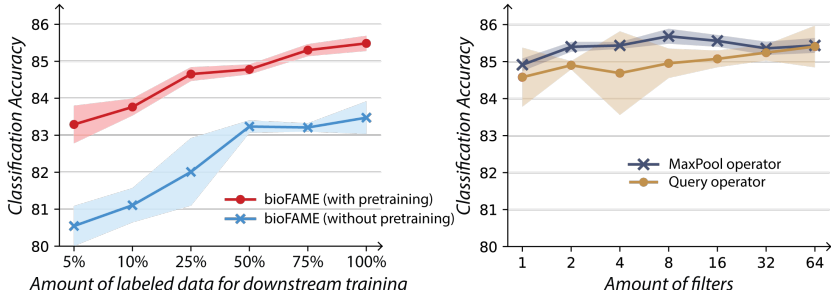 Classification Accuracy
86
85
84
83
82
81
80
bioFAME (with pretraining)
bioFAME (without pretraining)
5% 10% 25% 50% 75% 100%
Amount of labeled data for downstream training
Classification Accuracy
86
85
84
83
82
81
80
MaxPool operator
Query operator
1 2 4 8 16 32 64
Amount of filters